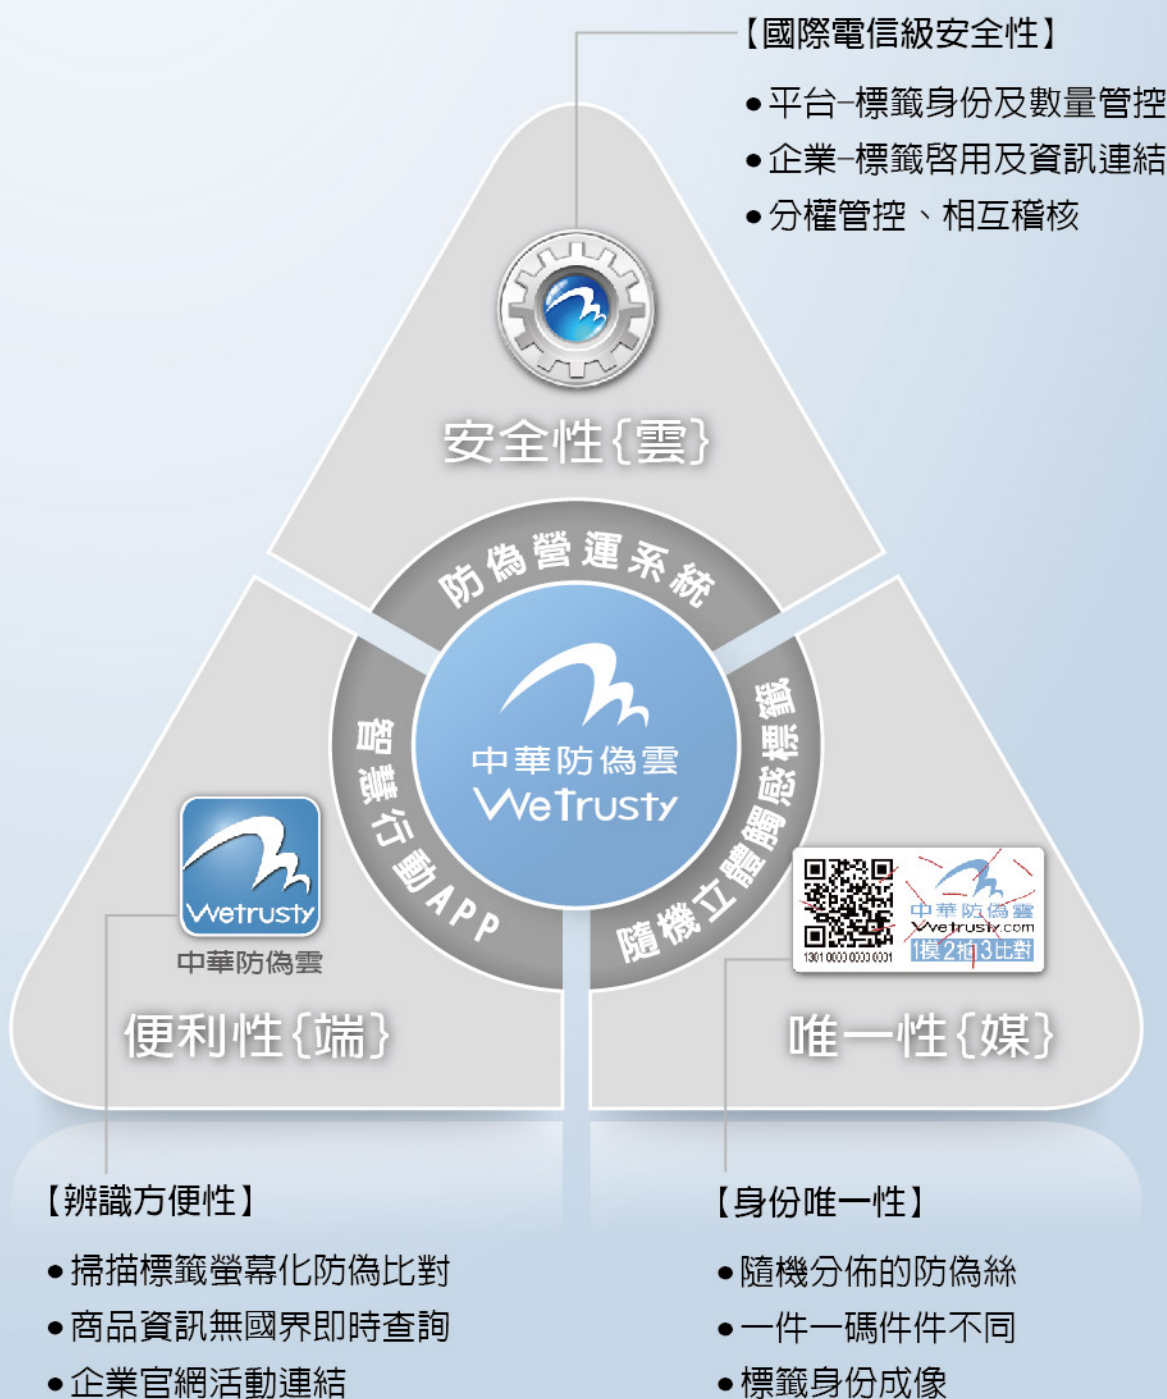 【國際電信級安全性】
●平台-標籤身份及數量管控
●企業-標籤啓用及資訊連結
●分權管控、相互稽核
安全性{雲}
防偽營運系統
智慧行動APP
隨機立體觸感標籤
中華防偽雲
WeTrusty
Wetrusty
中華防偽雲
便利性{端}
中華防偽雲
Wetrusty.com
1301 0000 0000 0001
1摸2拍3比對
唯一性{媒}
【辨識方便性】
●掃描標籤螢幕化防偽比對
●商品資訊無國界即時查詢
●企業官網活動連結
【身份唯一性】
●隨機分佈的防偽絲
●一件一碼件件不同
●標籤身份成像